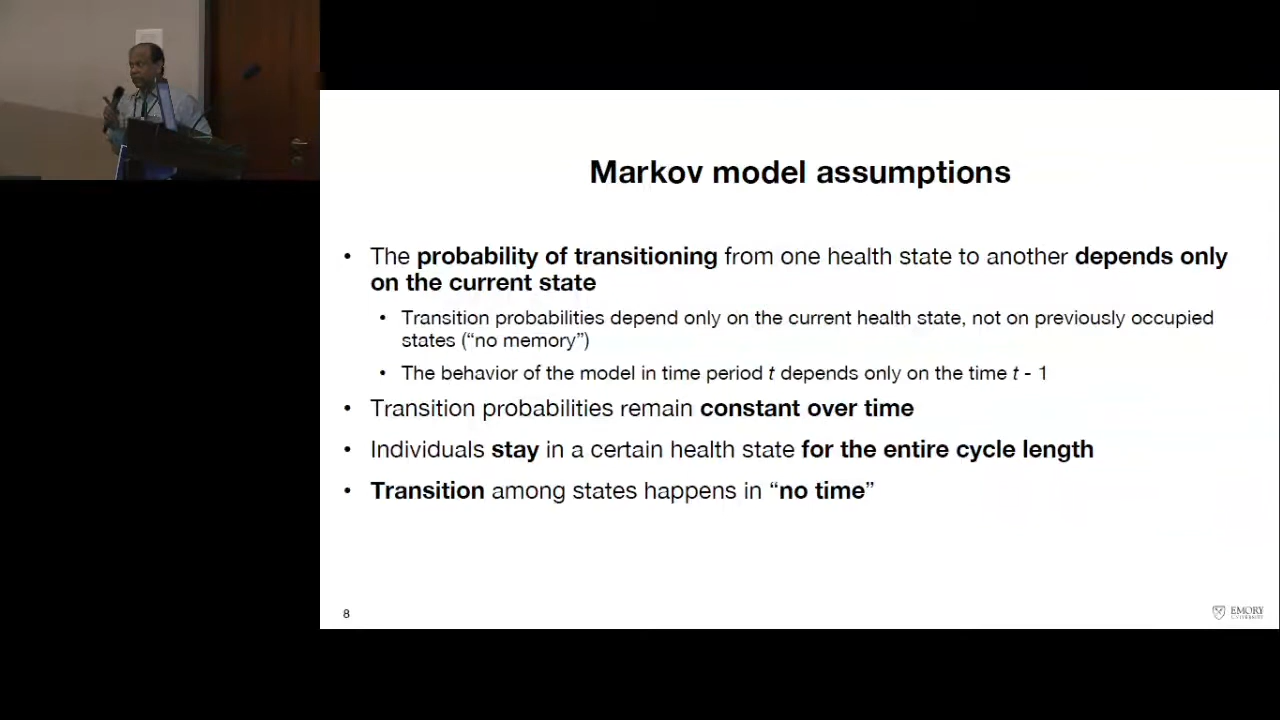 Markov model assumptions
• The probability of transitioning from one health state to another depends only
on the current state
• Transition probabilities depend only on the current health state, not on previously occupied
states (“no memory”)
• The behavior of the model in time period t depends only on the time t - 1
• Transition probabilities remain constant over time
• Individuals stay in a certain health state for the entire cycle length
• Transition among states happens in “no time”
8
EMORY
UNIVERSITY